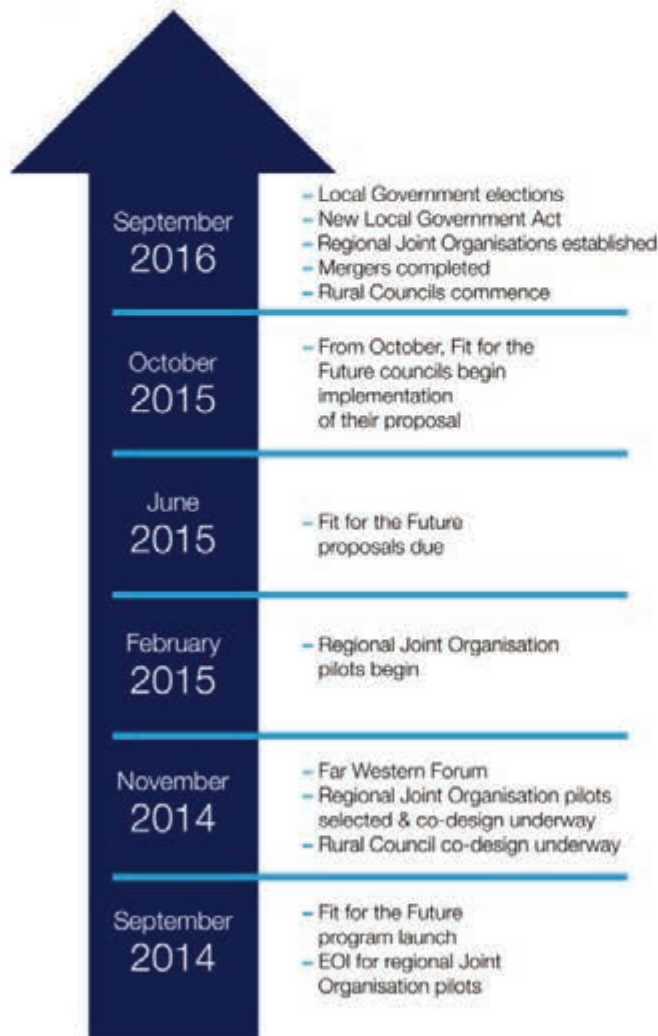 September
2016
– Local Government elections
– New Local Government Act
– Regional Joint Organisations established
– Mergers completed
– Rural Councils commence
October
2015
– From October, Fit for the
Future councils begin
implementation
of their proposal
June
2015
– Fit for the Future
proposals due
February
2015
– Regional Joint Organisation
pilots begin
November
2014
– Far Western Forum
– Regional Joint Organisation pilots
selected & co-design underway
– Rural Council co-design underway
September
2014
– Fit for the Future
program launch
– EOI for regional Joint
Organisation pilots